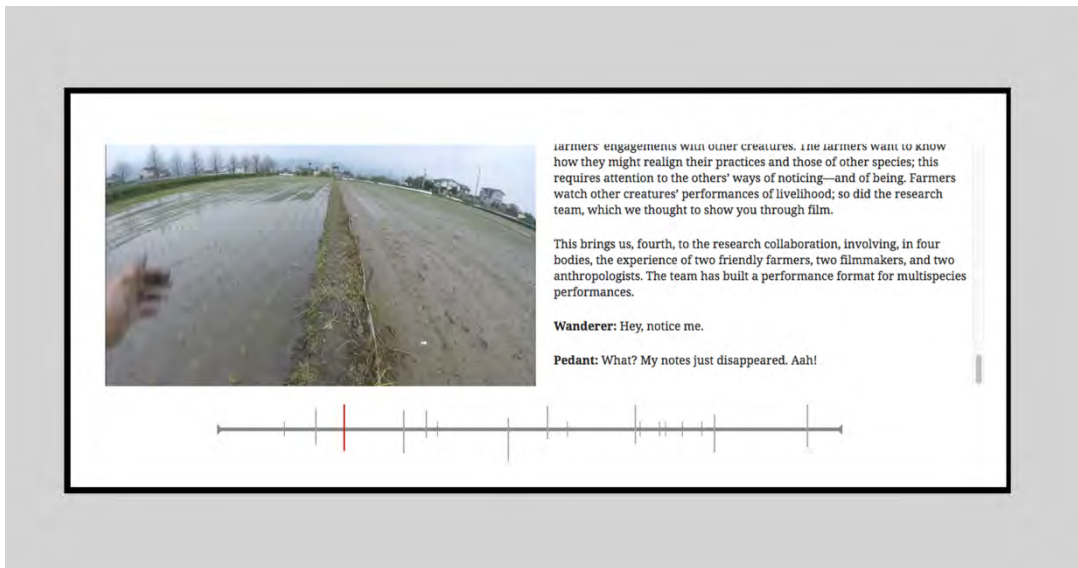 farmers' engagements with other creatures. The farmers want to know
how they might realign their practices and those of other species; this
requires attention to the others' ways of noticing—and of being. Farmers
watch other creatures' performances of livelihood; so did the research
team, which we thought to show you through film.
This brings us, fourth, to the research collaboration, involving, in four
bodies, the experience of two friendly farmers, two filmmakers, and two
anthropologists. The team has built a performance format for multispecies
performances.
Wanderer: Hey, notice me.
Pedant: What? My notes just disappeared. Aah!